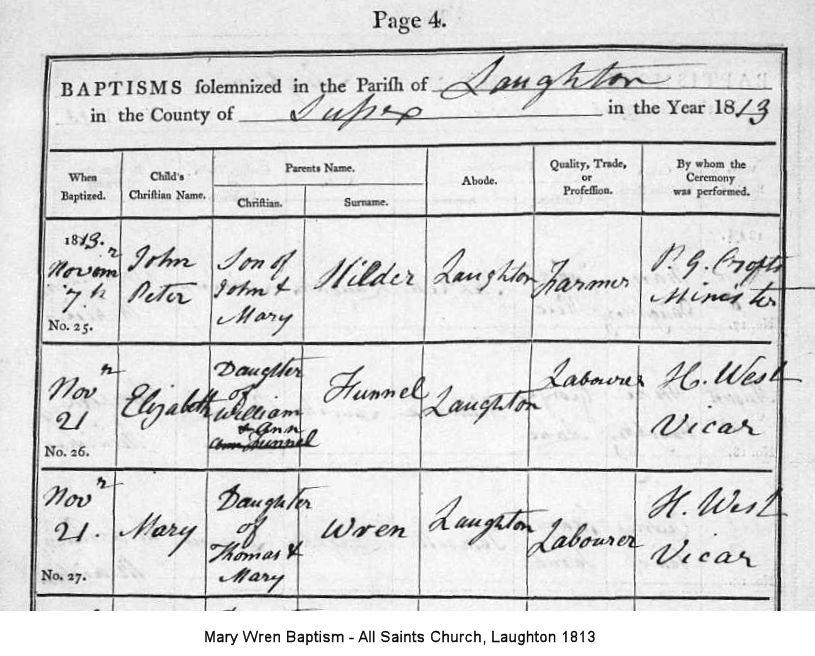 Page 4.
BAPTISMS ſolemnized in the Pariſh of Laughton
in the County of Suſsex in the Year 1813
When Baptized. Child's Chriſtian Name. Parents Name. Chriſtian. Surname. Abode. Quality, Trade, or Profeſſion. By whom the Ceremony was performed.
1813.
Novemr
7th
No. 25.
John
Peter
Son of
John &
Mary
Hilder
Laughton
Farmer
P. G. Crofts
Minister
Novr
21
No. 26.
Elizabeth
Daughter
of
William
& Ann
Funnel
Funnel
Laughton
Labourer
H. West
Vicar
Novr
21.
No. 27.
Mary
Daughter
of
Thomas &
Mary
Wren
Laughton
Labourer
H. West
Vicar
Mary Wren Baptism - All Saints Church, Laughton 1813